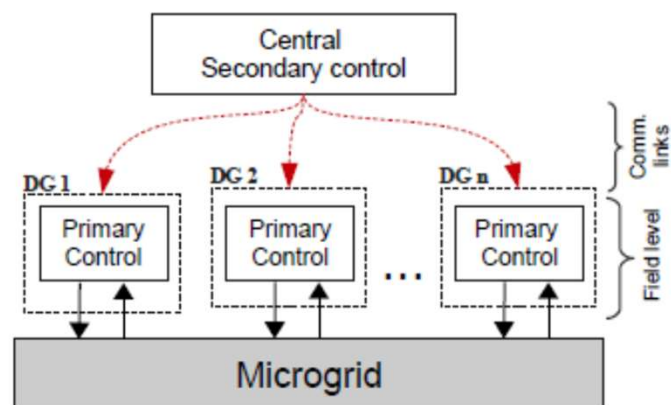 Central
Secondary control
Comm.
links
DG 1
DG 2
DG n
Primary
Control
Primary
Control
...
Primary
Control
Field level
Microgrid